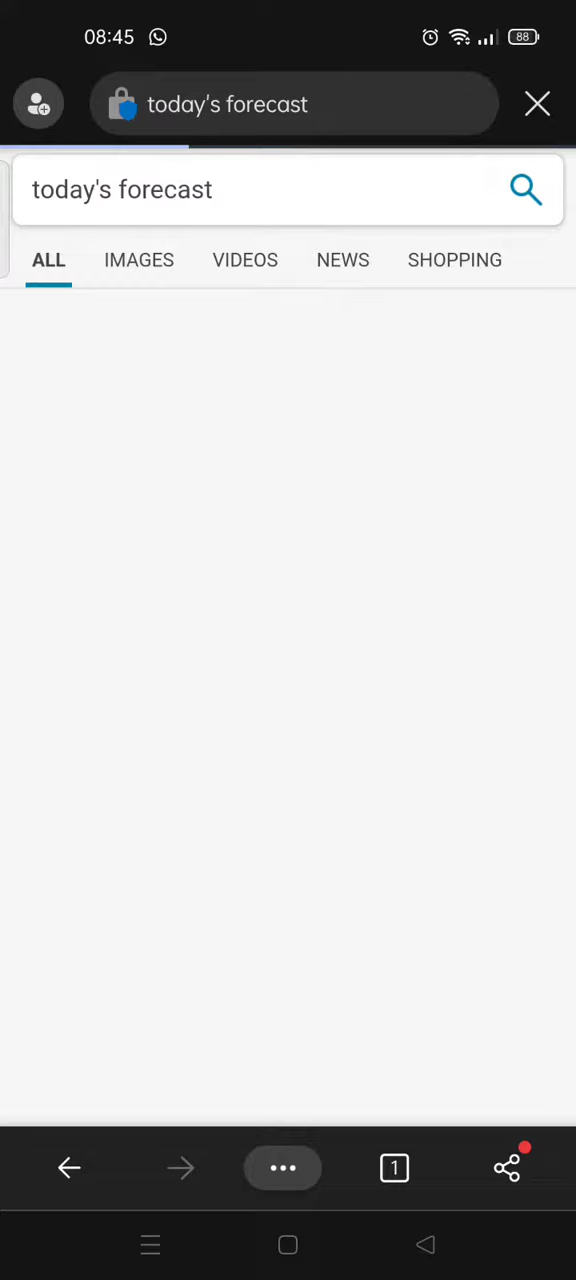 08:45
88
today's forecast
today's forecast
ALL IMAGES VIDEOS NEWS SHOPPING
1